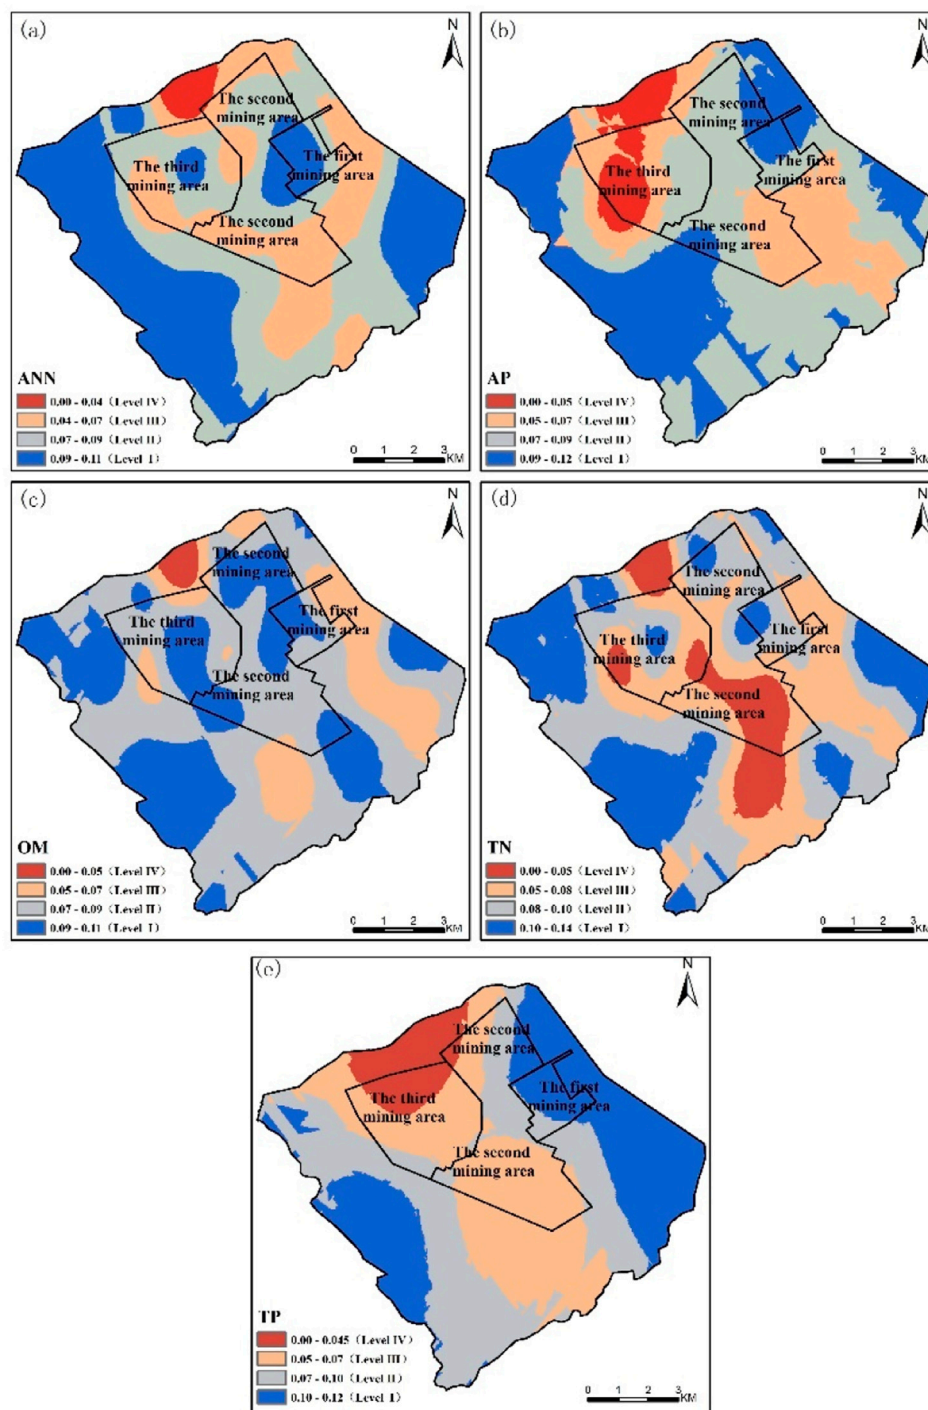 (a)
N
The second
mining area
The third
mining area
The first
mining area
The second
mining area
ANN
0.00 - 0.04（Level IV）
0.04 - 0.07（Level III）
0.07 - 0.09（Level II）
0.09 - 0.11（Level I）
0 1 2 3
KM
(b)
N
The second
mining area
The third
mining area
The first
mining area
The second
mining area
AP
0.00 - 0.05（Level IV）
0.05 - 0.07（Level III）
0.07 - 0.09（Level II）
0.09 - 0.12（Level I）
0 1 2 3
KM
(c)
N
The second
mining area
The third
mining area
The first
mining area
The second
mining area
OM
0.00 - 0.05（Level IV）
0.05 - 0.07（Level III）
0.07 - 0.09（Level II）
0.09 - 0.11（Level I）
0 1 2 3
KM
(d)
N
The second
mining area
The third
mining area
The first
mining area
The second
mining area
TN
0.00 - 0.05（Level IV）
0.05 - 0.08（Level III）
0.08 - 0.10（Level II）
0.10 - 0.14（Level I）
0 1 2 3
KM
(e)
N
The second
mining area
The third
mining area
The first
mining area
The second
mining area
TP
0.00 - 0.045（Level IV）
0.05 - 0.07（Level III）
0.07 - 0.10（Level II）
0.10 - 0.12（Level I）
0 1 2 3
KM